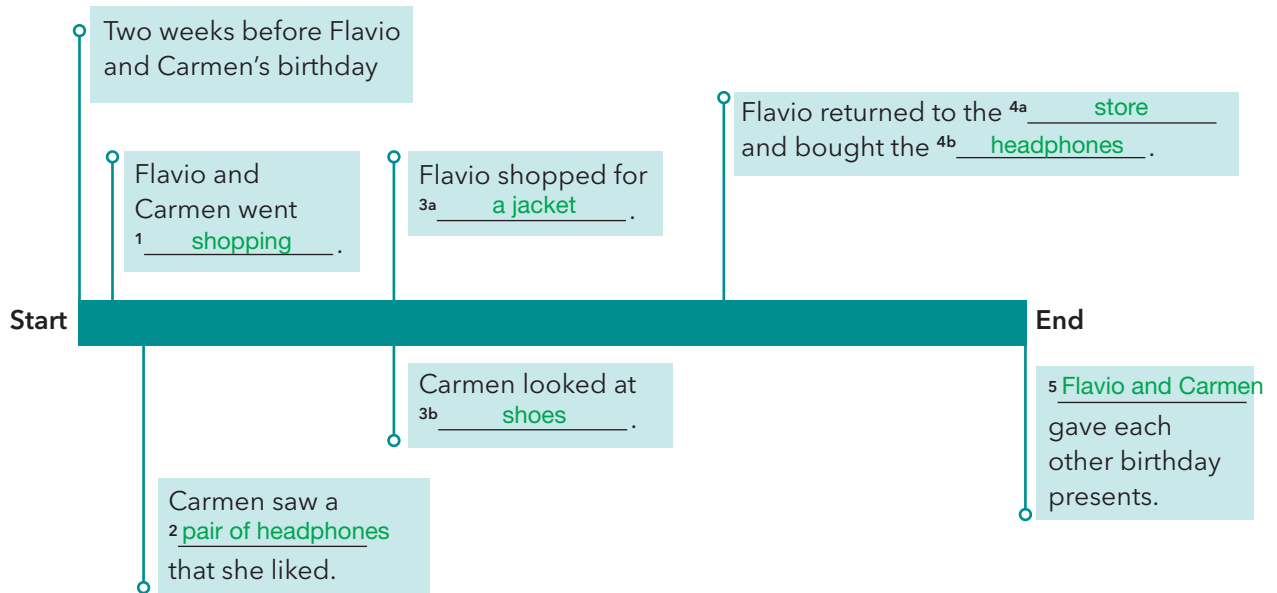 Two weeks before Flavio
and Carmen's birthday
Flavio and
Carmen went
1 shopping .
Flavio shopped for
3a a jacket .
Flavio returned to the 4a store
and bought the 4b headphones .
Start
End
Carmen saw a
2 pair of headphones
that she liked.
Carmen looked at
3b shoes .
5 Flavio and Carmen
gave each
other birthday
presents.